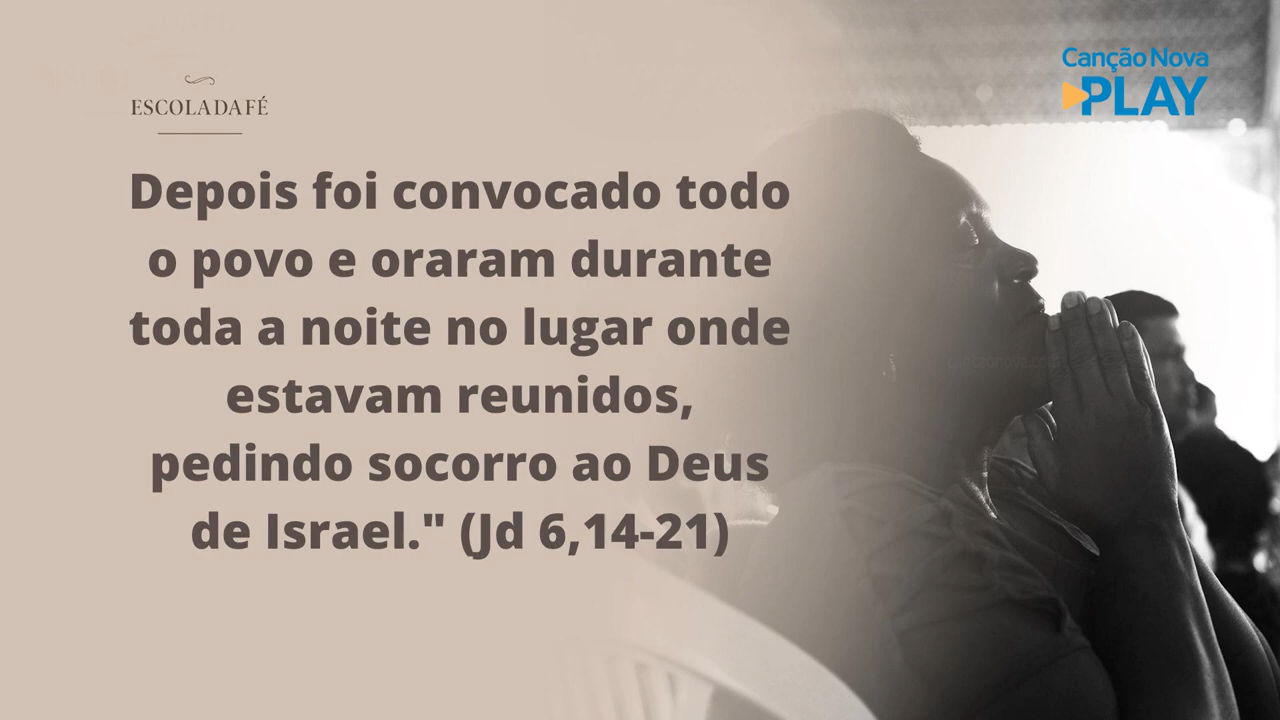 ESCOLADAFÉ
Canção Nova
PLAY
Depois foi convocado todo
o povo e oraram durante
toda a noite no lugar onde
estavam reunidos,
pedindo socorro ao Deus
de Israel." (Jd 6,14-21)